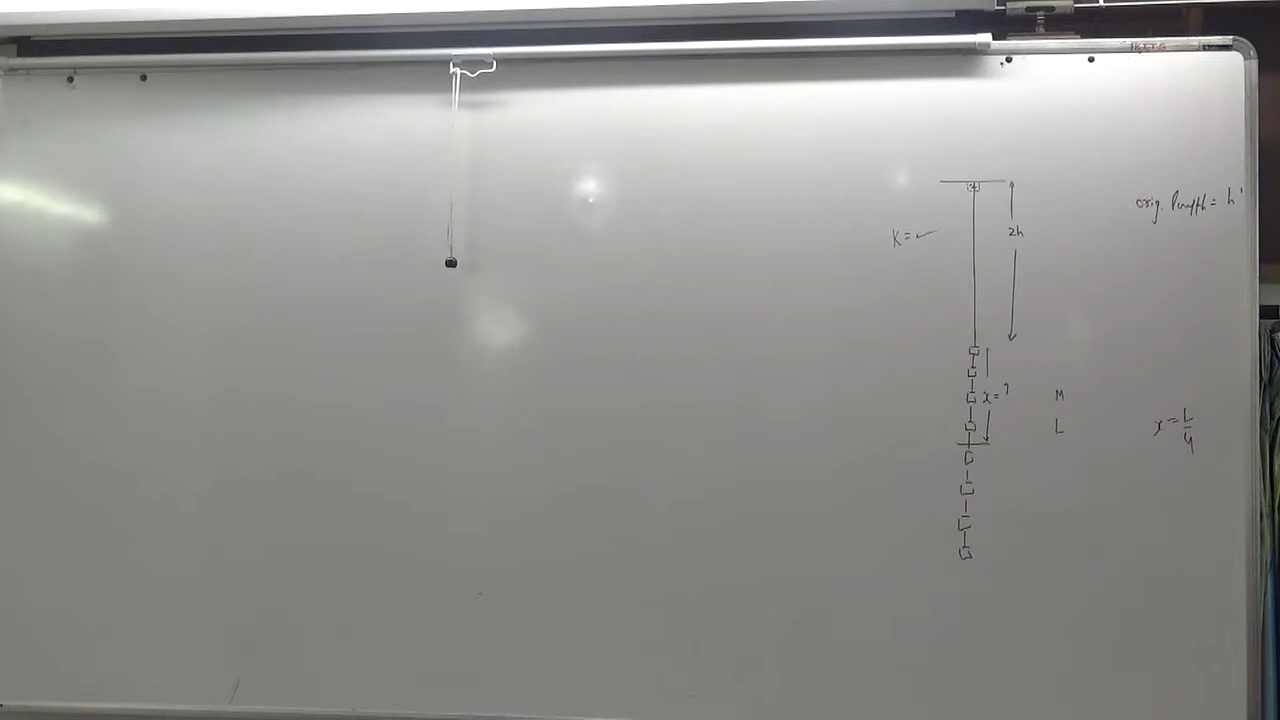 orig. length = h'
K = ✓
2h
x = ?
M
L
x = L/4